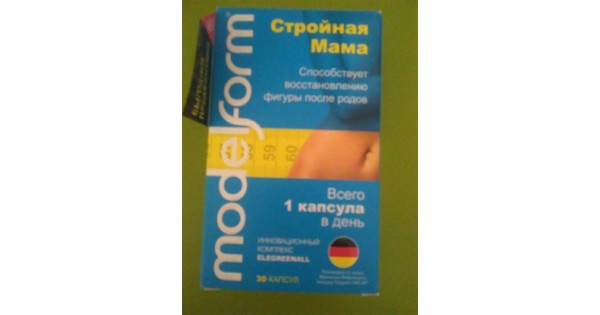 modelform
Стройная
Мама
Способствует
восстановлению
фигуры после родов
59
60
Всего
1 капсула
в день
ИННОВАЦИОННЫЙ
КОМПЛЕКС
ELEGREENALL
30 КАПСУЛ